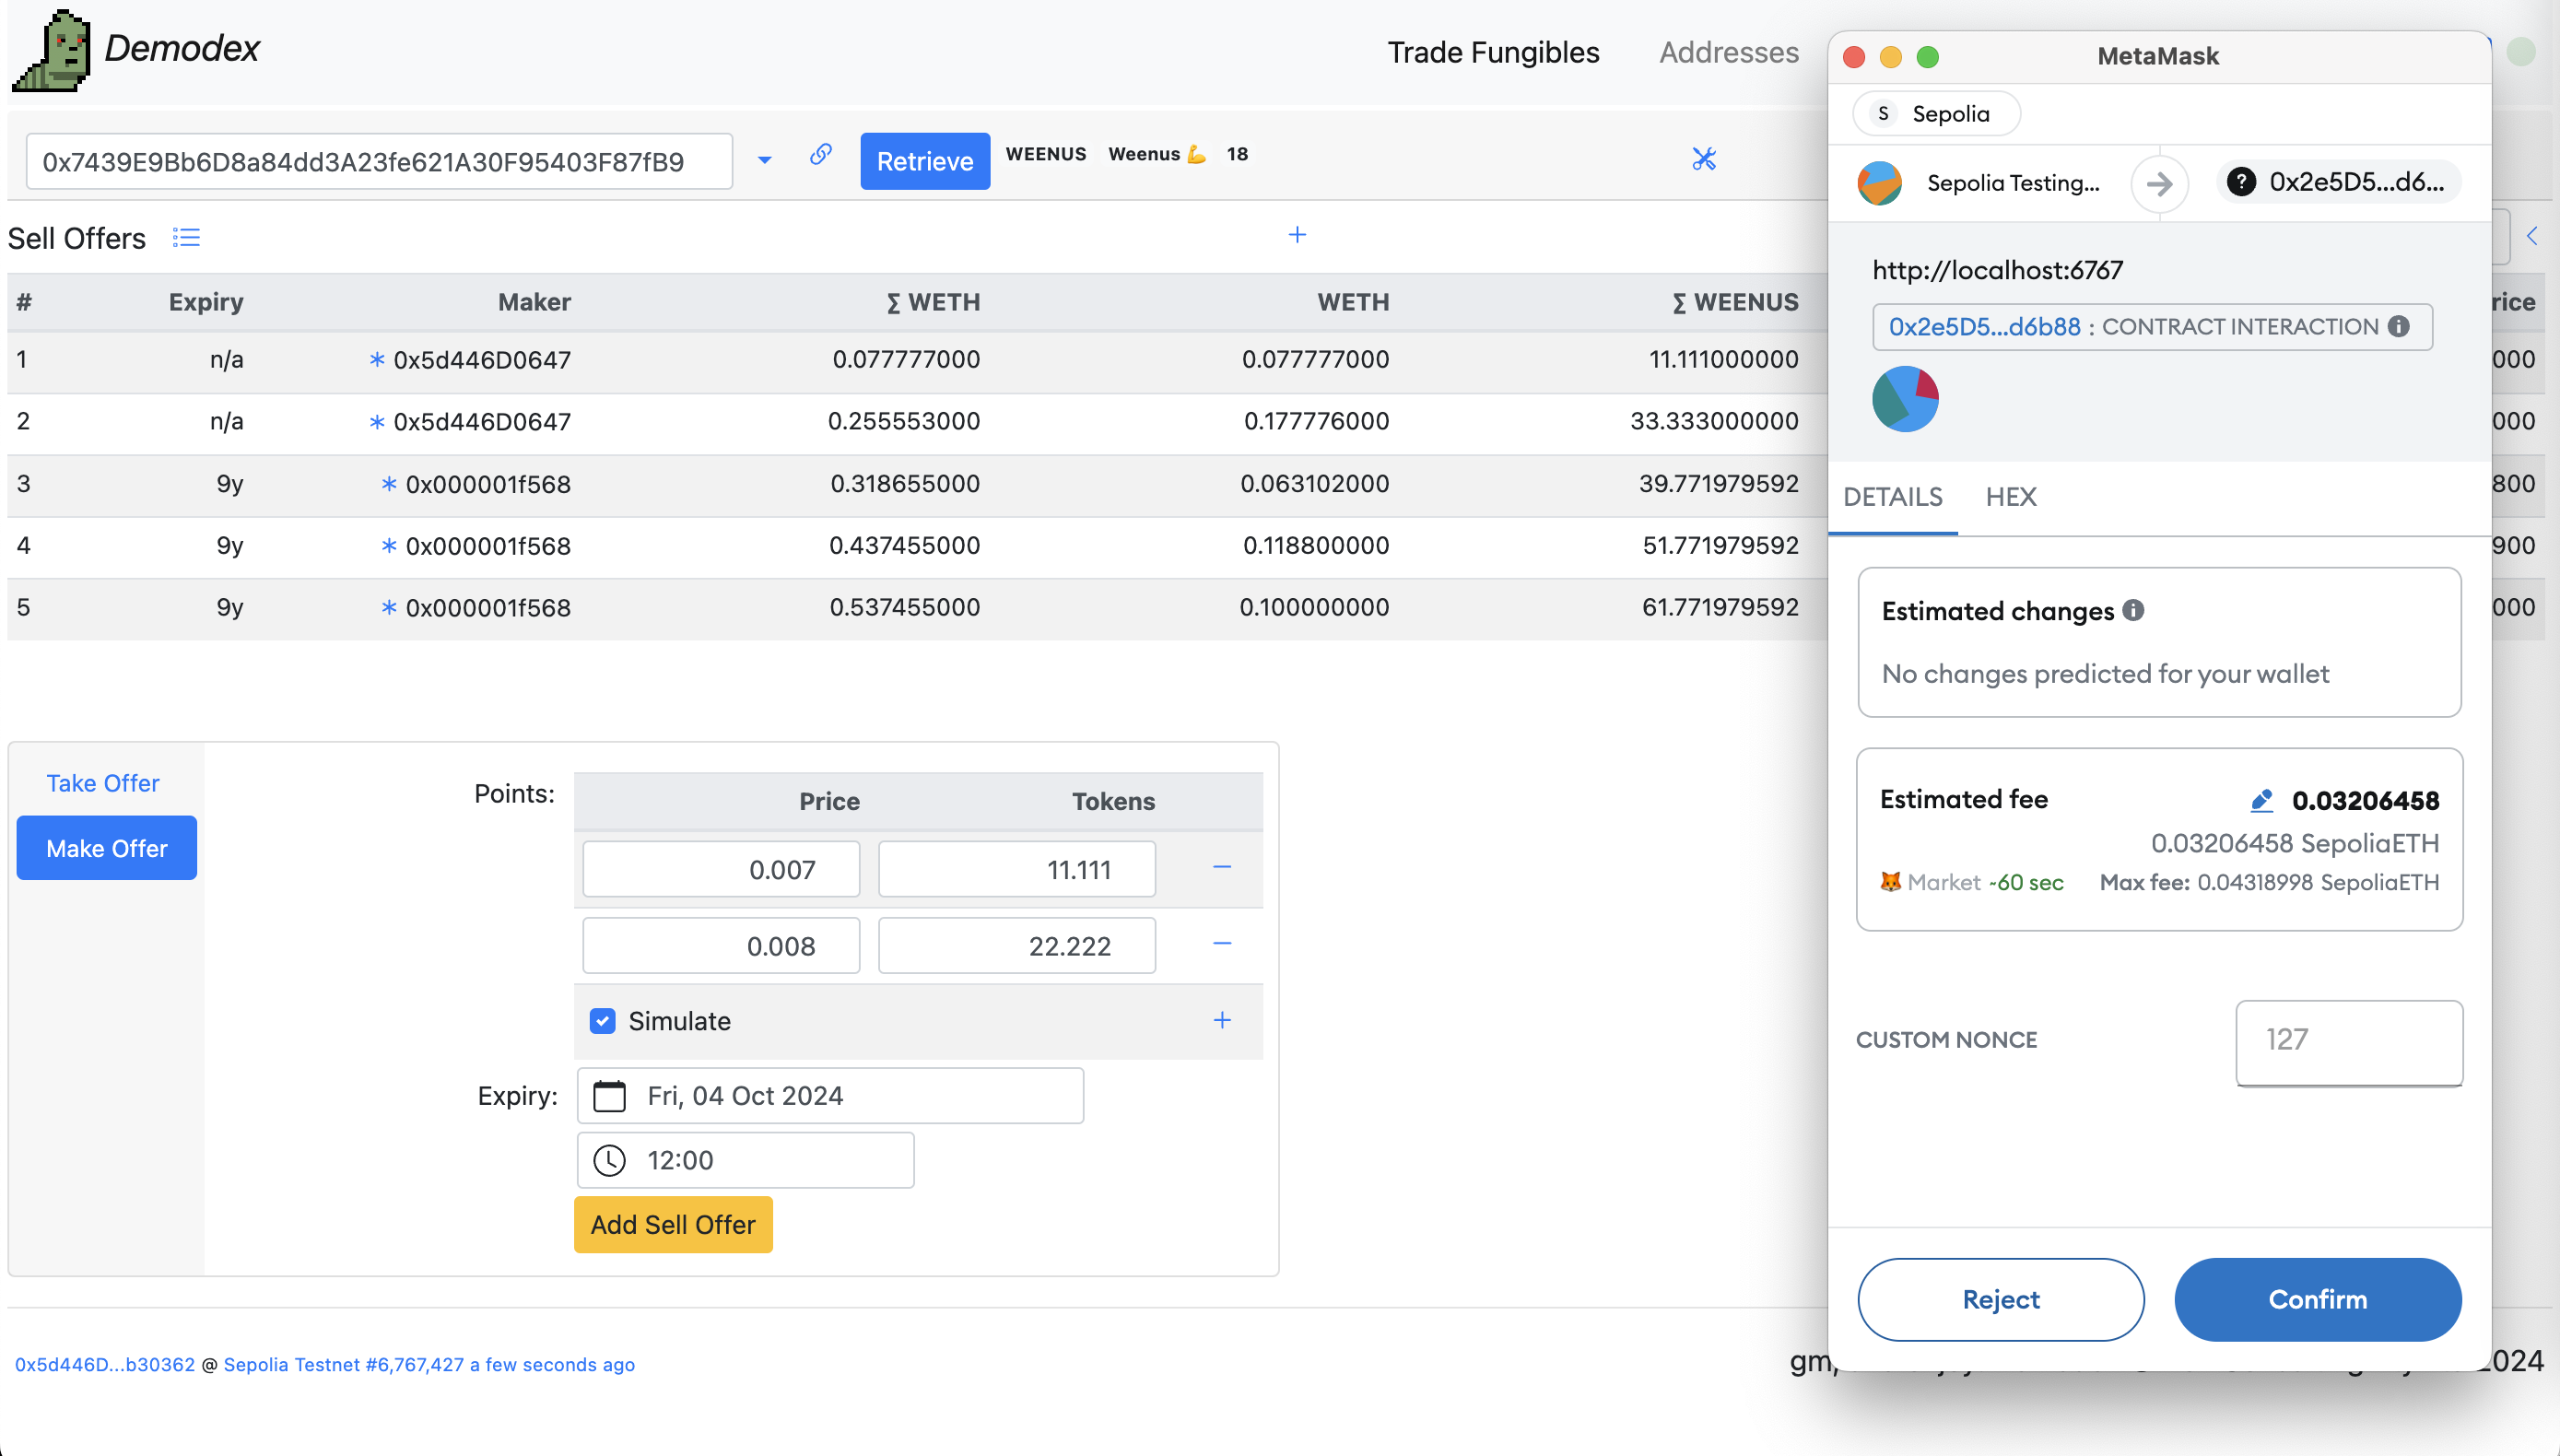 Demodex
Trade Fungibles Addresses
0x7439E9Bb6D8a84dd3A23fe621A30F95403F87fB9 Retrieve WEENUS Weenus 💪 18
Sell Offers
# Expiry Maker ∑ WETH WETH ∑ WEENUS rice
1 n/a * 0x5d446D0647 0.077777000 0.077777000 11.111000000 000
2 n/a * 0x5d446D0647 0.255553000 0.177776000 33.333000000 000
3 9y * 0x000001f568 0.318655000 0.063102000 39.771979592 800
4 9y * 0x000001f568 0.437455000 0.118800000 51.771979592 900
5 9y * 0x000001f568 0.537455000 0.100000000 61.771979592 000
Take Offer
Make Offer
Points: Price Tokens
0.007 11.111
0.008 22.222
Simulate
Expiry: Fri, 04 Oct 2024
12:00
Add Sell Offer
0x5d446D...b30362 @ Sepolia Testnet #6,767,427 a few seconds ago
gm, 2024
MetaMask
S Sepolia
Sepolia Testing... ? 0x2e5D5...d6...
http://localhost:6767
0x2e5D5...d6b88 : CONTRACT INTERACTION
DETAILS HEX
Estimated changes
No changes predicted for your wallet
Estimated fee 0.03206458
0.03206458 SepoliaETH
🦊 Market ~60 sec Max fee: 0.04318998 SepoliaETH
CUSTOM NONCE 127
Reject Confirm